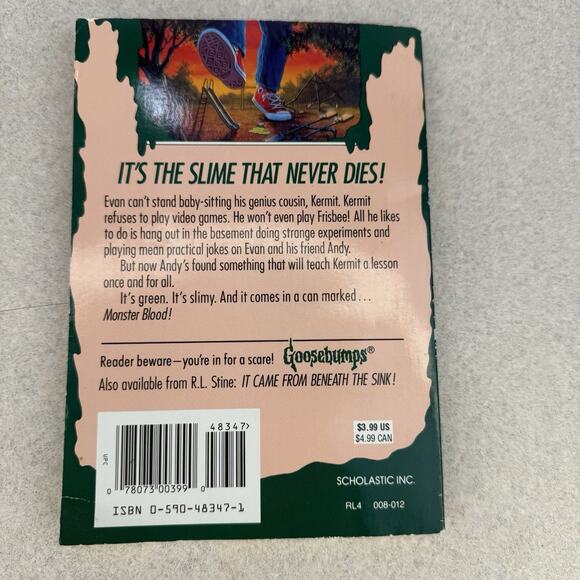 IT'S THE SLIME THAT NEVER DIES!
Evan can't stand baby-sitting his genius cousin, Kermit. Kermit
refuses to play video games. He won't even play Frisbee! All he likes
to do is hang out in the basement doing strange experiments and
playing mean practical jokes on Evan and his friend Andy.
But now Andy's found something that will teach Kermit a lesson
once and for all.
It's green. It's slimy. And it comes in a can marked...
Monster Blood!
Reader beware—you're in for a scare! Goosebumps®
Also available from R.L. Stine: IT CAME FROM BENEATH THE SINK!
48347>
UPC
0 78073 00399 0
ISBN 0-590-48347-1
$3.99 US
$4.99 CAN
SCHOLASTIC INC.
RL4 008-012